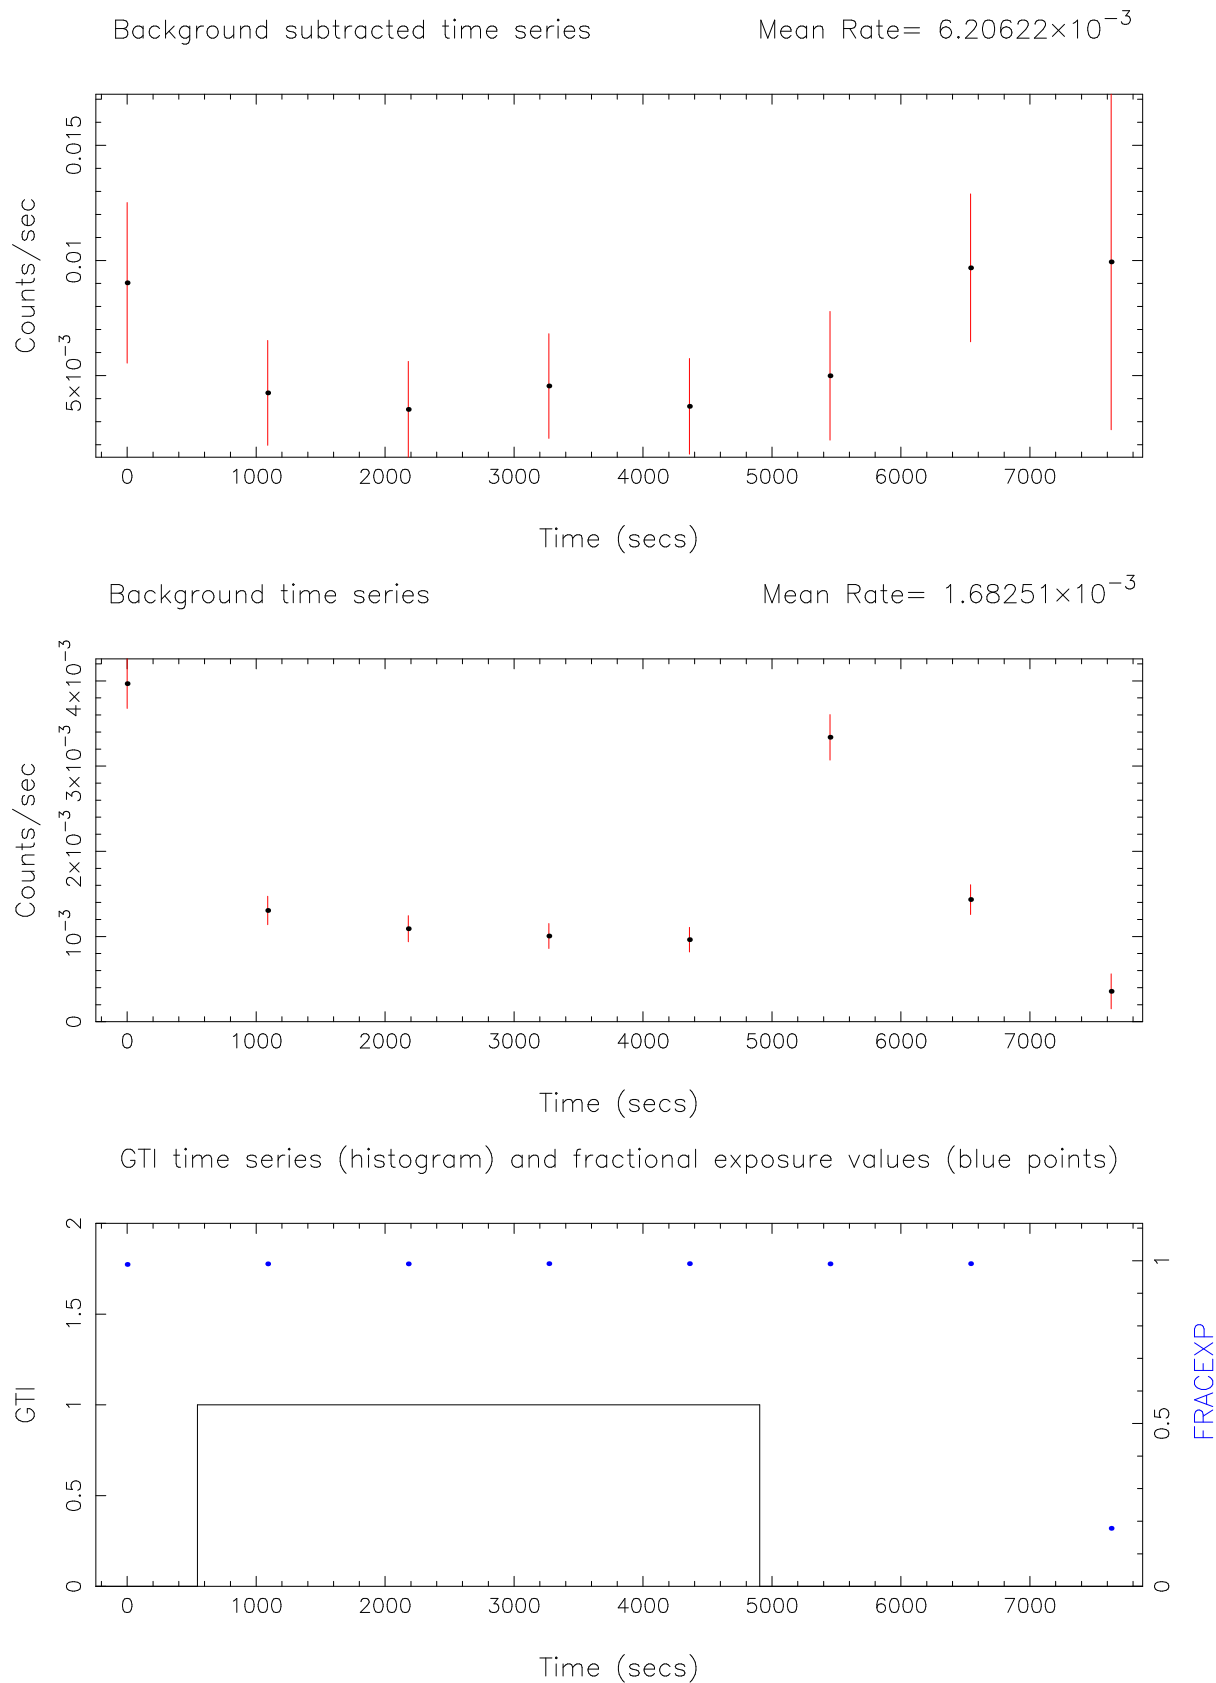 Background subtracted time series Mean Rate= 6.20622×10⁻³
Counts/sec
5×10⁻³ 0.01 0.015
0 1000 2000 3000 4000 5000 6000 7000
Time (secs)
Background time series Mean Rate= 1.68251×10⁻³
Counts/sec
0 10⁻³ 2×10⁻³ 3×10⁻³ 4×10⁻³
0 1000 2000 3000 4000 5000 6000 7000
Time (secs)
GTI time series (histogram) and fractional exposure values (blue points)
GTI
0 0.5 1 1.5 2
0 0.5 1
FRACEXP
0 1000 2000 3000 4000 5000 6000 7000
Time (secs)